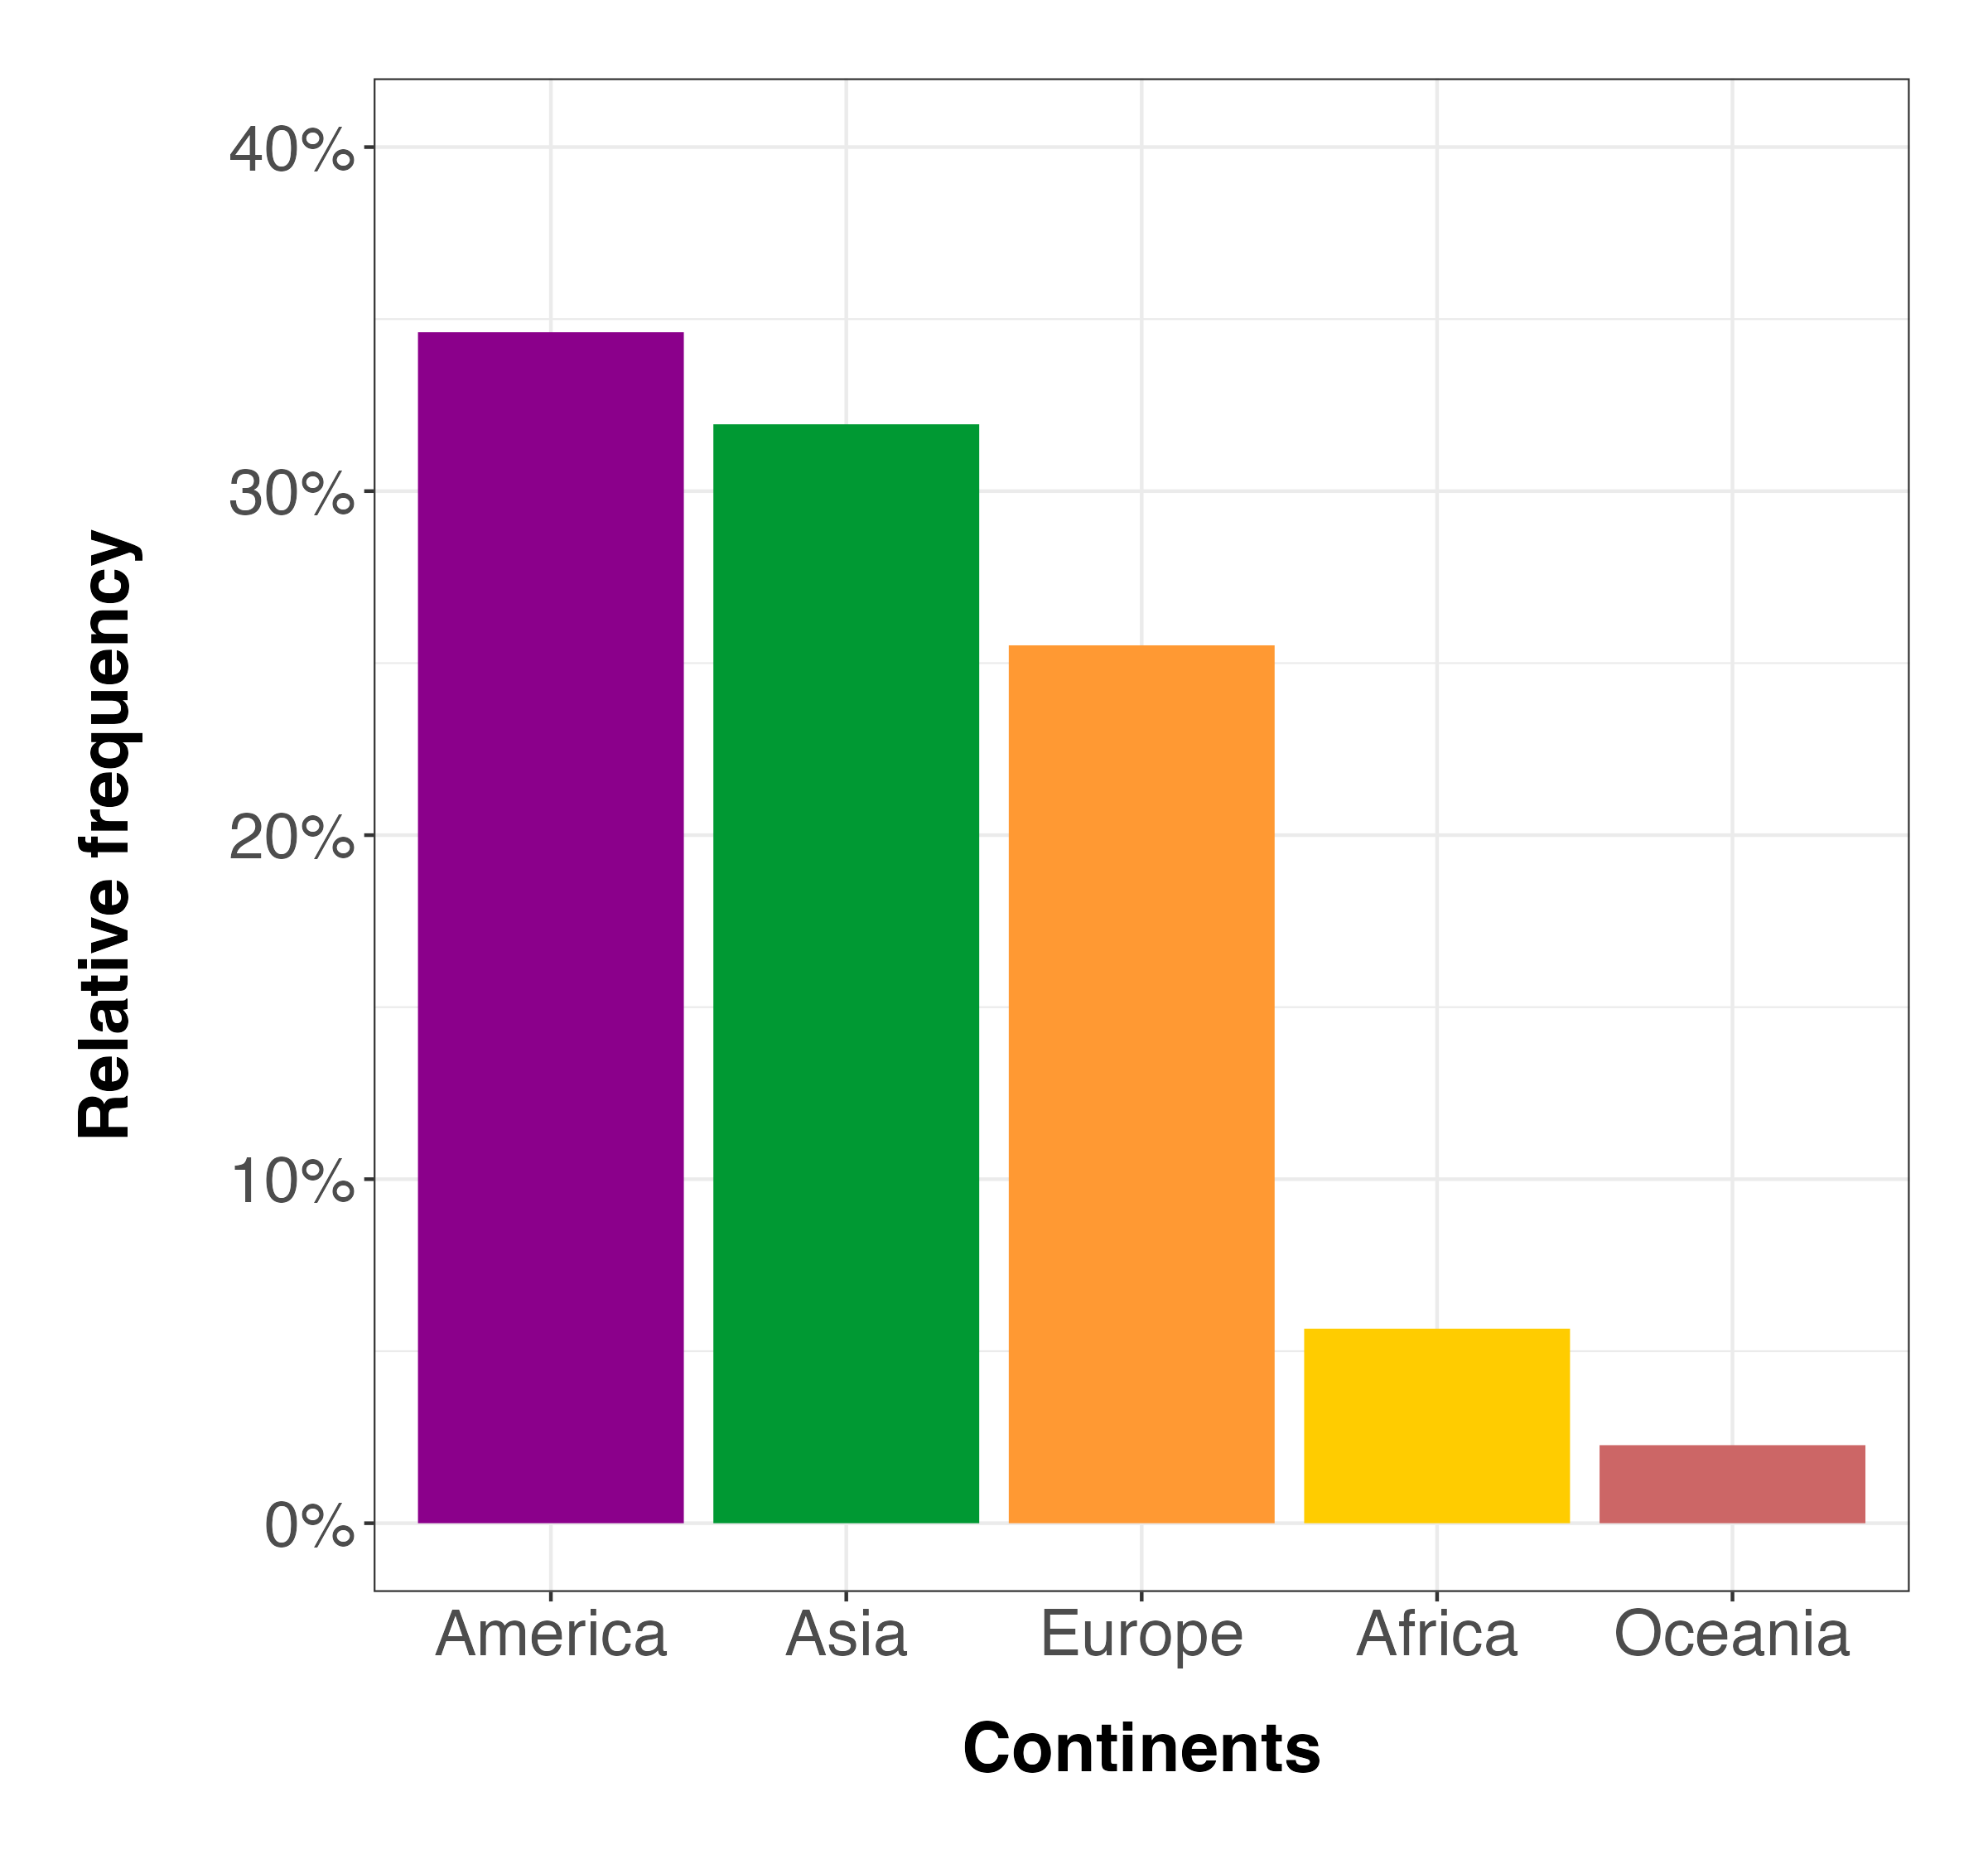 40%
30%
20%
10%
0%
Relative frequency
America Asia Europe Africa Oceania
Continents